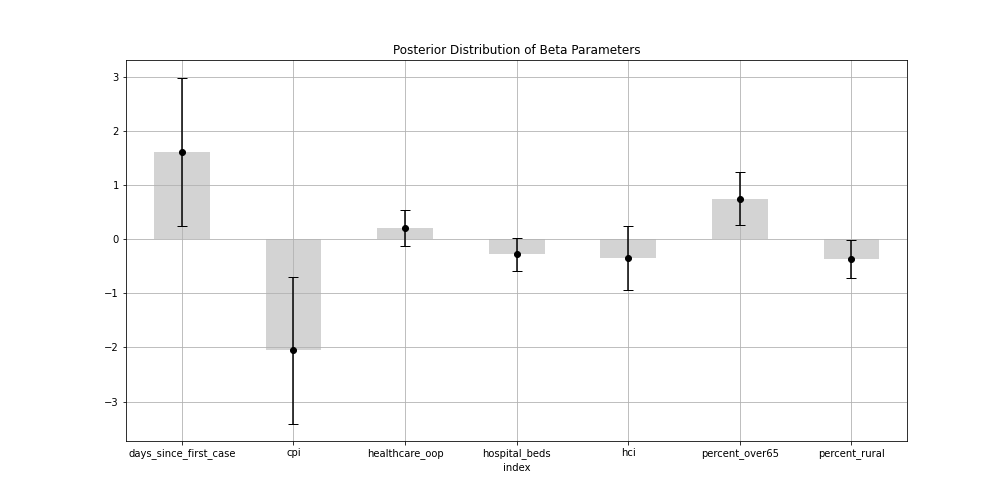 Posterior Distribution of Beta Parameters
3
2
1
0
−1
−2
−3
days_since_first_case cpi healthcare_oop hospital_beds hci percent_over65 percent_rural
index